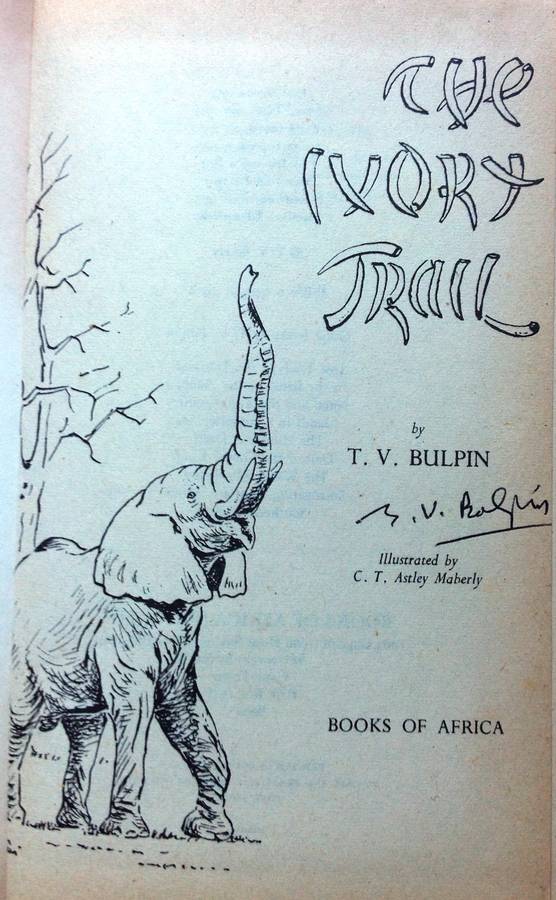 THE
IVORY
TRAIL
by
T. V. BULPIN
T. V. Bulpin
Illustrated by
C. T. Astley Maberly
BOOKS OF AFRICA